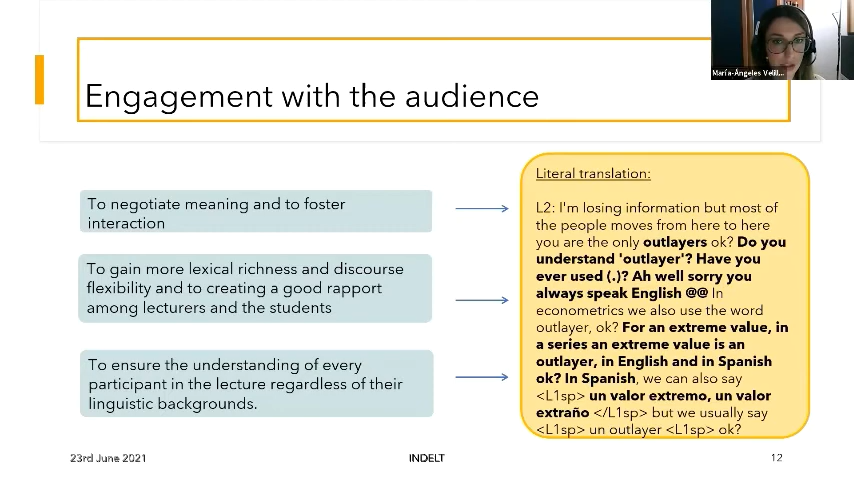 María-Ángeles Velill...
Engagement with the audience
To negotiate meaning and to foster
interaction
To gain more lexical richness and discourse
flexibility and to creating a good rapport
among lecturers and the students
To ensure the understanding of every
participant in the lecture regardless of their
linguistic backgrounds.
Literal translation:
L2: I'm losing information but most of
the people moves from here to here
you are the only outlayers ok? Do you
understand 'outlayer'? Have you
ever used (.)? Ah well sorry you
always speak English @@ In
econometrics we also use the word
outlayer, ok? For an extreme value, in
a series an extreme value is an
outlayer, in English and in Spanish
ok? In Spanish, we can also say
<L1sp> un valor extremo, un valor
extraño </L1sp> but we usually say
<L1sp> un outlayer <L1sp> ok?
23rd June 2021
INDELT
12